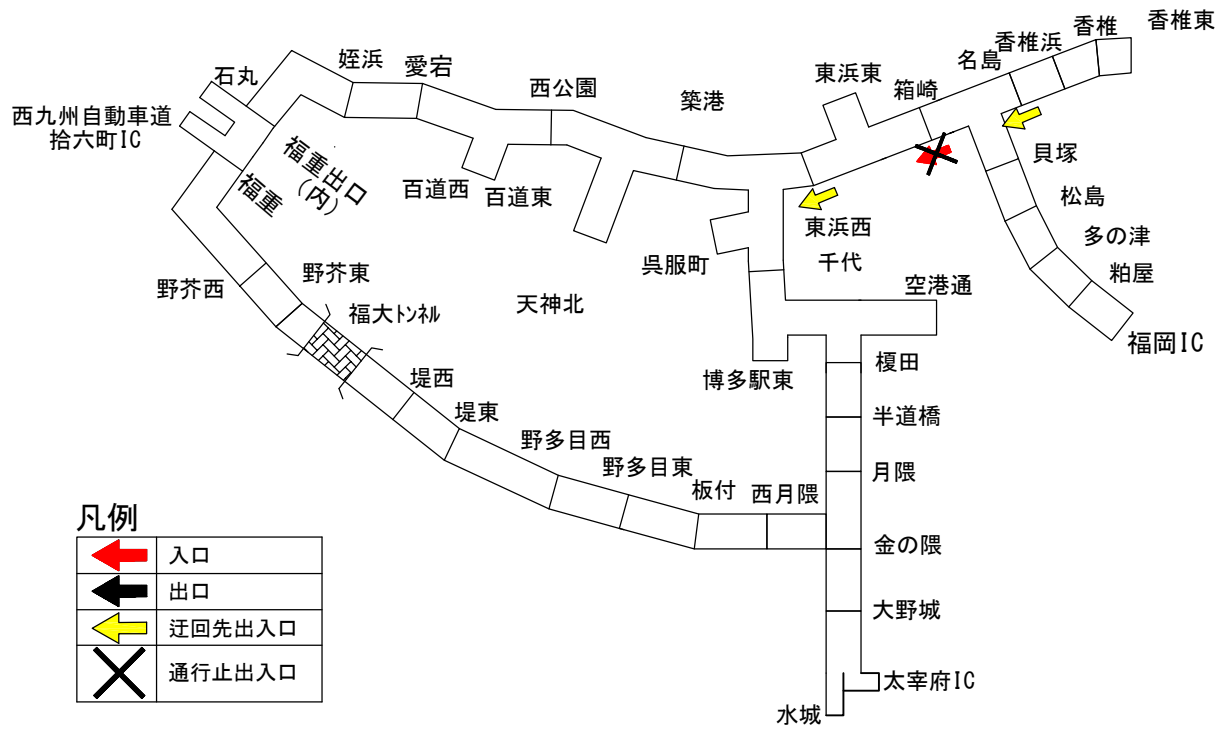 香椎東
香椎
香椎浜
名島
箱崎
東浜東
築港
西公園
愛宕
姪浜
石丸
西九州自動車道
拾六町IC
福重出口
(内)
福重
百道西
百道東
貝塚
松島
多の津
粕屋
福岡IC
東浜西
千代
呉服町
空港通
天神北
野芥東
野芥西
福大ﾄﾝﾈﾙ
博多駅東
榎田
半道橋
月隈
堤西
堤東
野多目西
野多目東
板付
西月隈
金の隈
大野城
太宰府IC
水城
凡例
入口
出口
迂回先出入口
通行止出入口